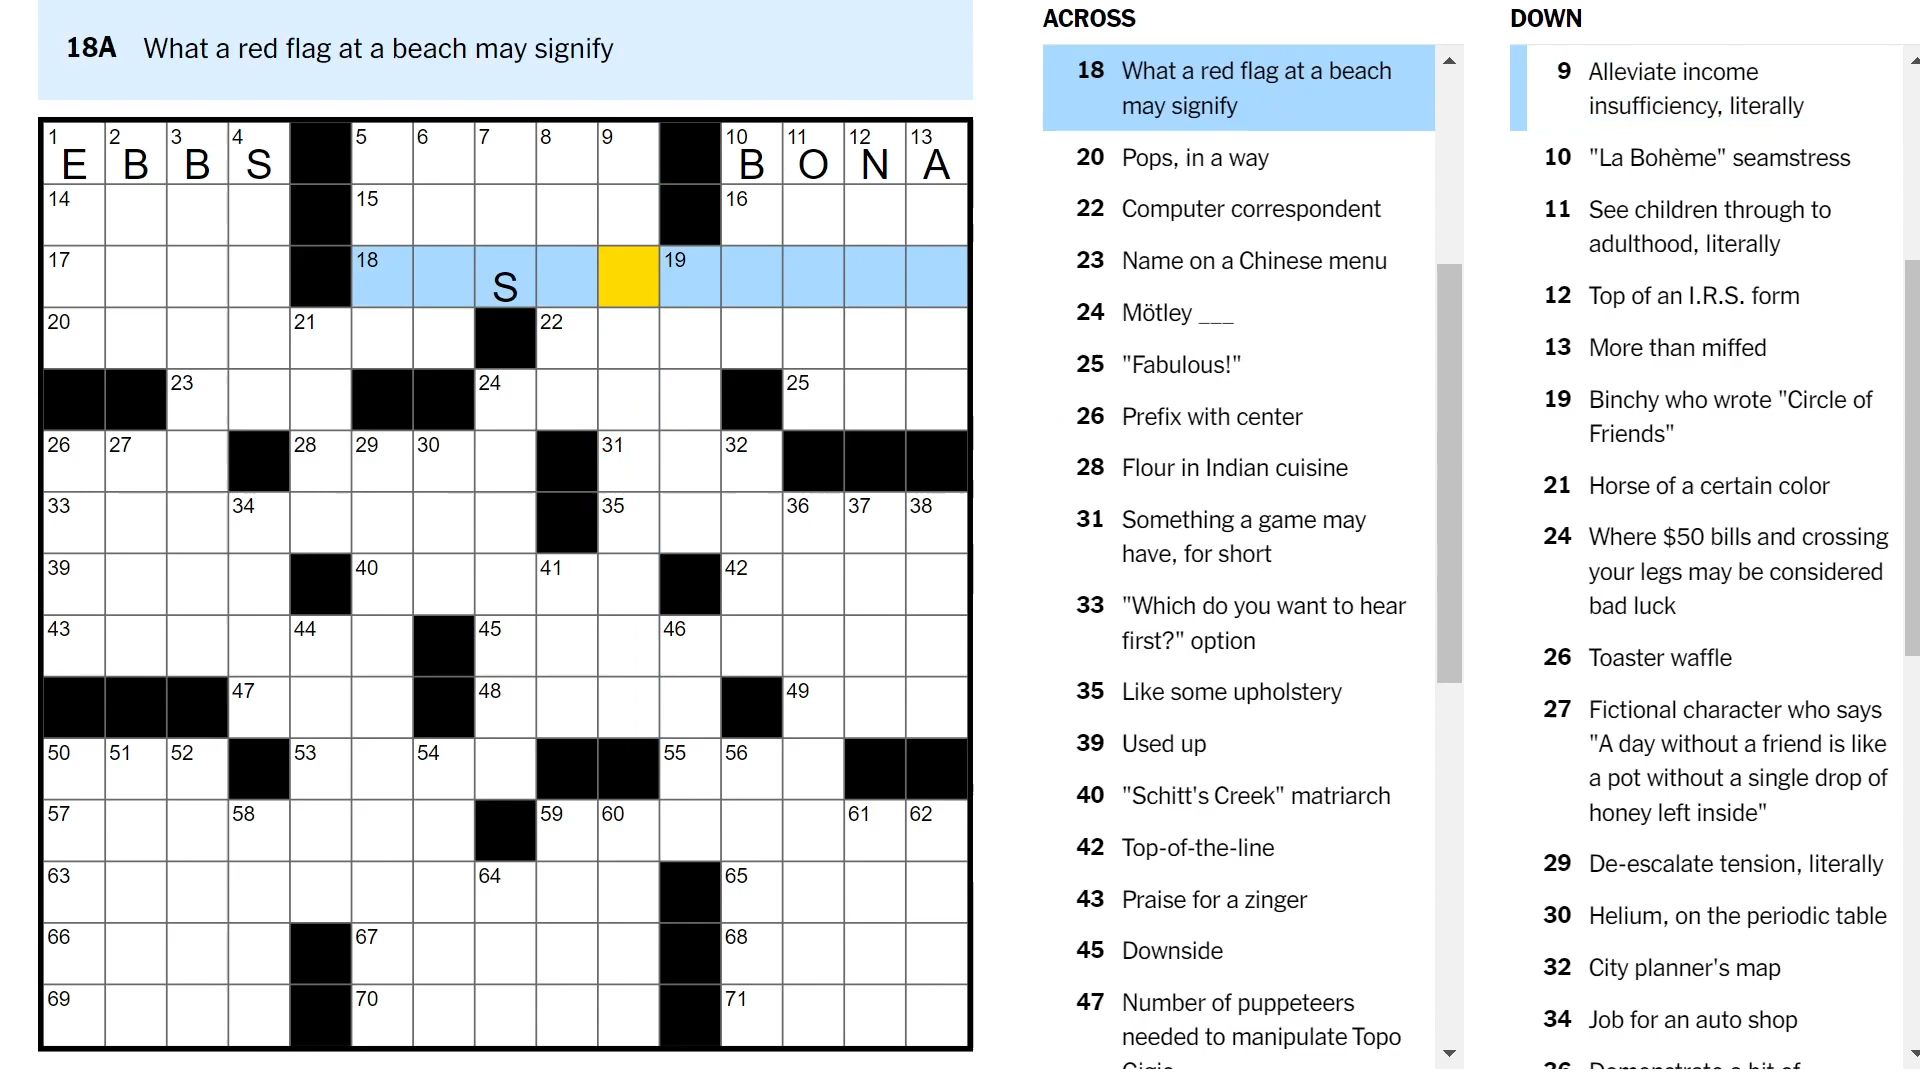 18A What a red flag at a beach may signify
1 2 3 4 5 6 7 8 9 10 11 12 13
E B B S B O N A
14 15 16
17 18 19
S
20 21 22
23 24 25
26 27 28 29 30 31 32
33 34 35 36 37 38
39 40 41 42
43 44 45 46
47 48 49
50 51 52 53 54 55 56
57 58 59 60 61 62
63 64 65
66 67 68
69 70 71
ACROSS
18 What a red flag at a beach
may signify
20 Pops, in a way
22 Computer correspondent
23 Name on a Chinese menu
24 Mötley ___
25 "Fabulous!"
26 Prefix with center
28 Flour in Indian cuisine
31 Something a game may
have, for short
33 "Which do you want to hear
first?" option
35 Like some upholstery
39 Used up
40 "Schitt's Creek" matriarch
42 Top-of-the-line
43 Praise for a zinger
45 Downside
47 Number of puppeteers
needed to manipulate Topo
DOWN
9 Alleviate income
insufficiency, literally
10 "La Bohème" seamstress
11 See children through to
adulthood, literally
12 Top of an I.R.S. form
13 More than miffed
19 Binchy who wrote "Circle of
Friends"
21 Horse of a certain color
24 Where $50 bills and crossing
your legs may be considered
bad luck
26 Toaster waffle
27 Fictional character who says
"A day without a friend is like
a pot without a single drop of
honey left inside"
29 De-escalate tension, literally
30 Helium, on the periodic table
32 City planner's map
34 Job for an auto shop